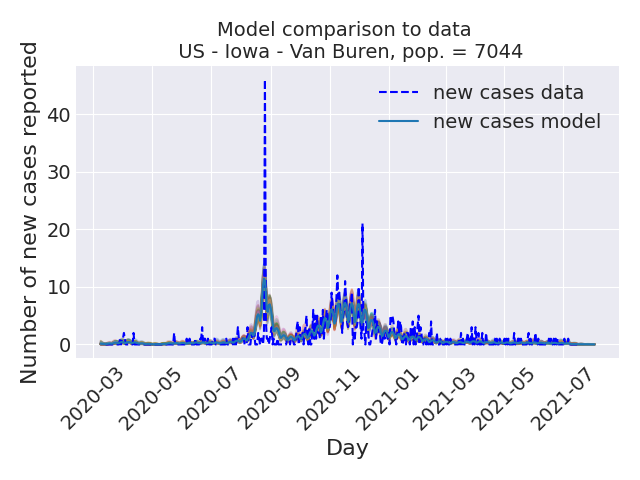 Model comparison to data
US - Iowa - Van Buren, pop. = 7044
new cases data
new cases model
Number of new cases reported
40
30
20
10
0
2020-03
2020-05
2020-07
2020-09
2020-11
2021-01
2021-03
2021-05
2021-07
Day